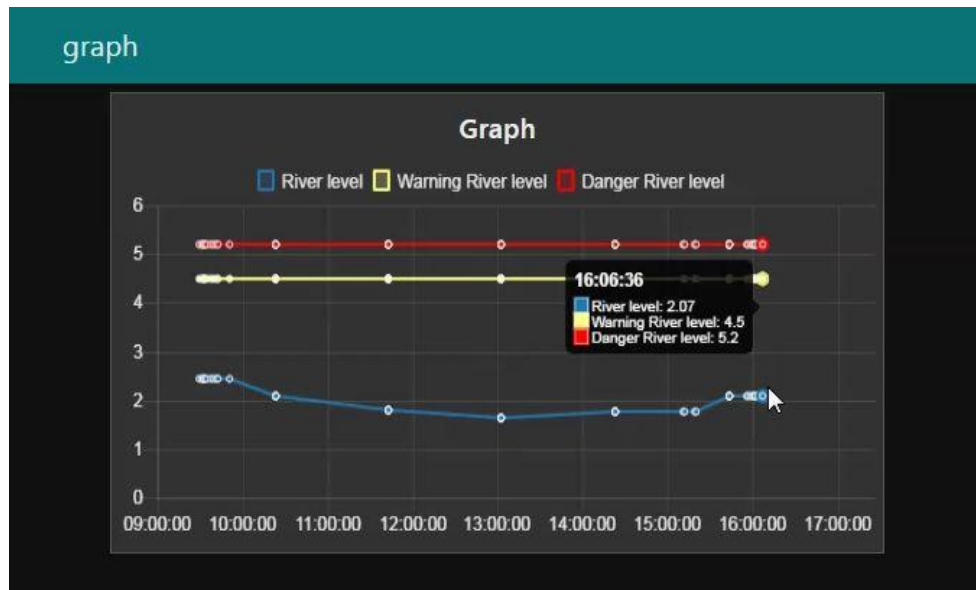 graph
Graph
River level Warning River level Danger River level
6
5
4
3
2
1
0
16:06:36
River level: 2.07
Warning River level: 4.5
Danger River level: 5.2
09:00:00 10:00:00 11:00:00 12:00:00 13:00:00 14:00:00 15:00:00 16:00:00 17:00:00